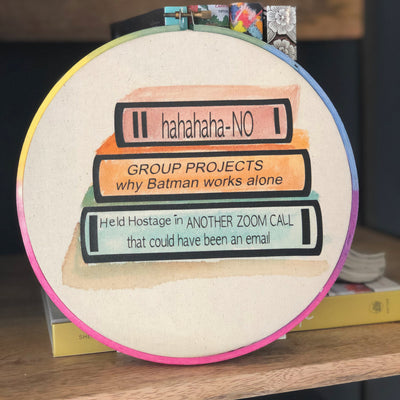 hahahaha-NO
GROUP PROJECTS
why Batman works alone
Held Hostage in ANOTHER ZOOM CALL
that could have been an email